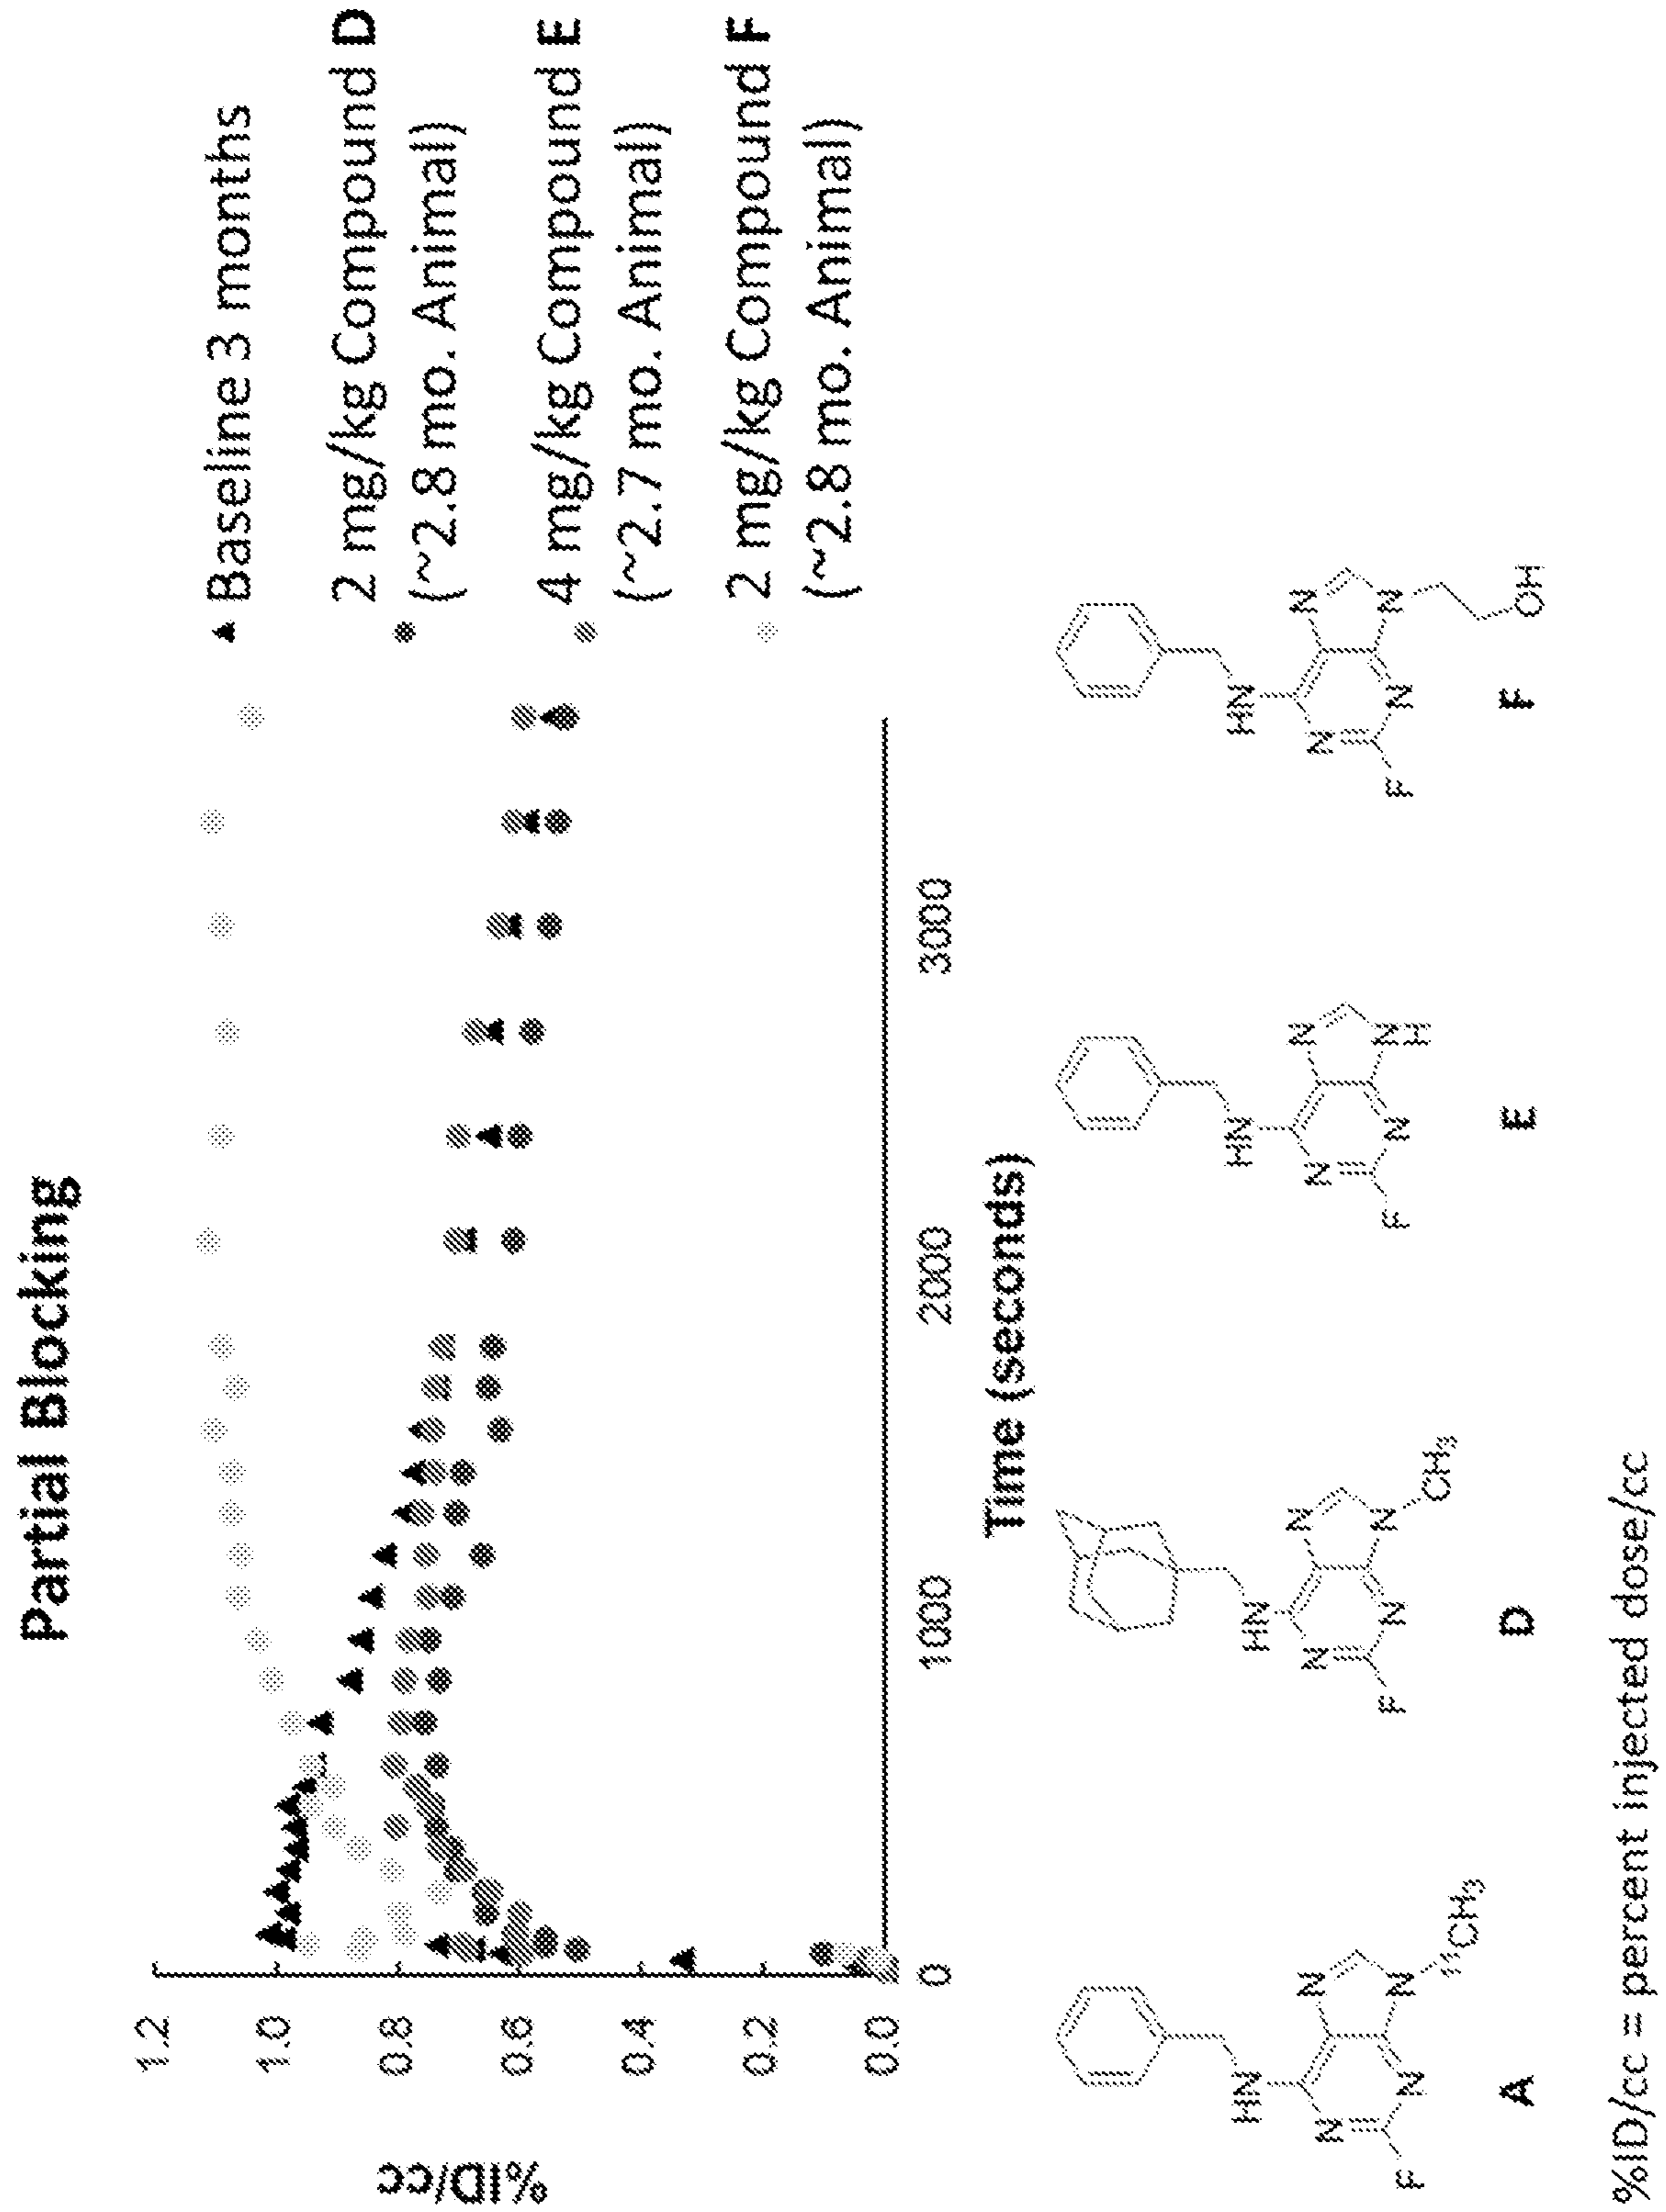 Partial Blocking
%ID/cc
1.2
1.0
0.8
0.6
0.4
0.2
0.0
0
1000
2000
3000
Time (seconds)
Baseline 3 months
2 mg/kg Compound D
(~2.8 mo. Animal)
4 mg/kg Compound E
(~2.7 mo. Animal)
2 mg/kg Compound F
(~2.8 mo. Animal)
HN
N
N
F
N
N
¹¹CH₃
A
HN
N
N
F
N
N
CH₃
D
HN
N
N
F
N
N
H
E
HN
N
N
F
N
N
OH
F
%ID/cc = percent injected dose/cc